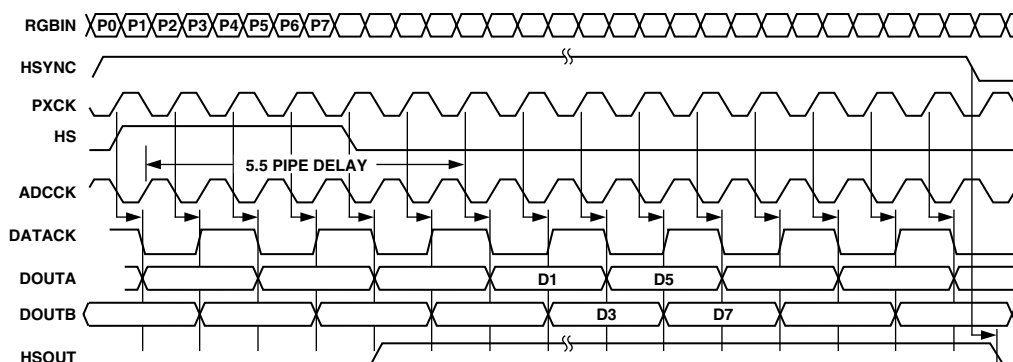 RGBIN P0 P1 P2 P3 P4 P5 P6 P7
HSYNC
PXCK
HS
5.5 PIPE DELAY
ADCCK
DATACK
DOUTA D1 D5
DOUTB D3 D7
HSOUT